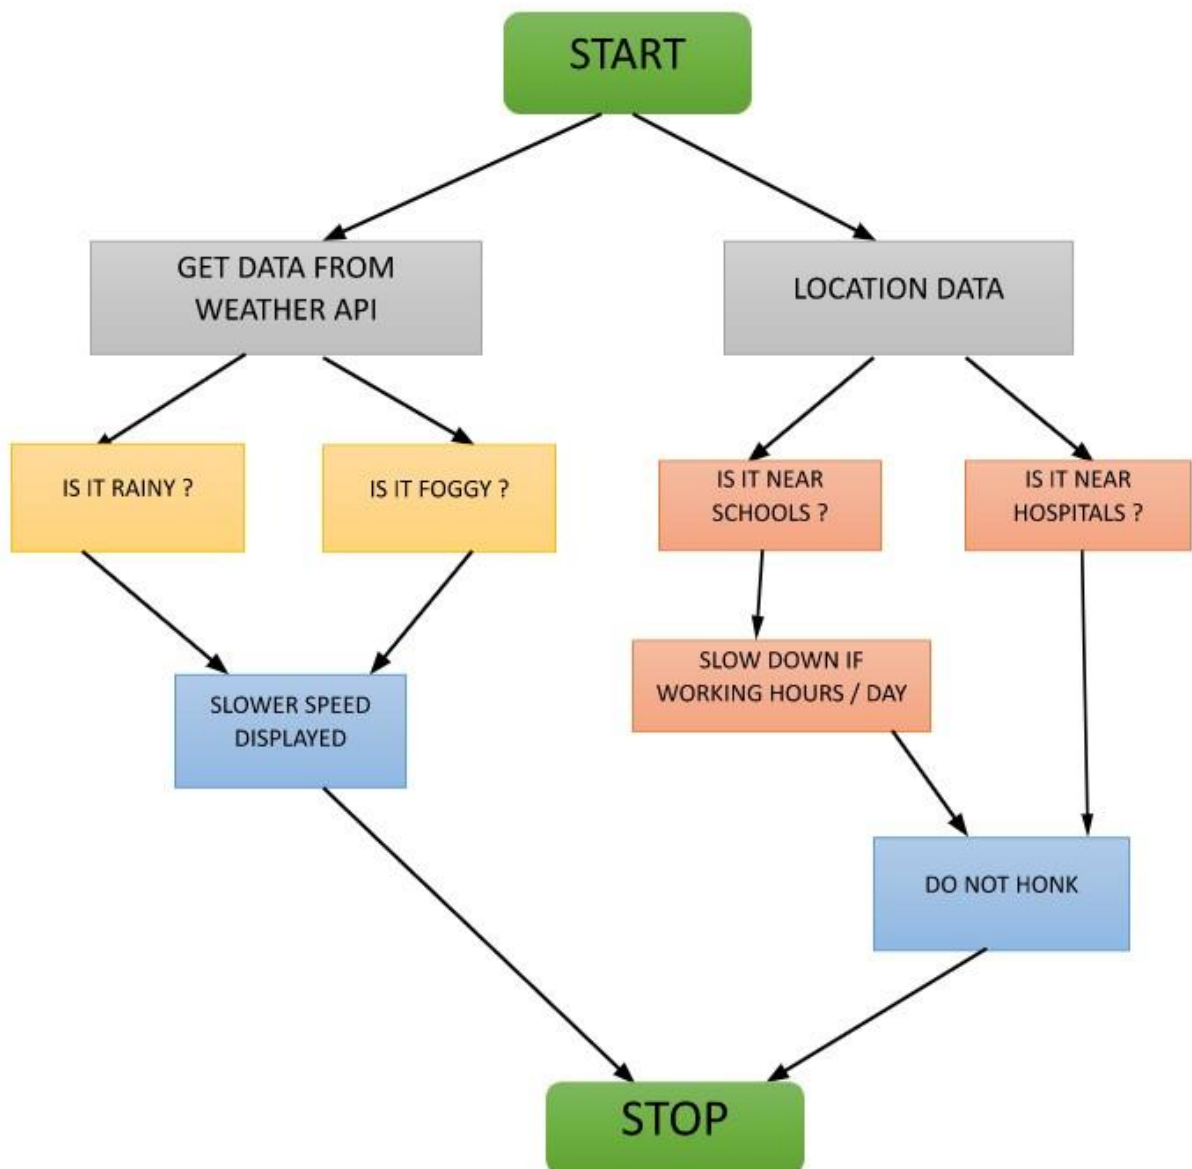 START
GET DATA FROM
WEATHER API
LOCATION DATA
IS IT RAINY ?
IS IT FOGGY ?
IS IT NEAR
SCHOOLS ?
IS IT NEAR
HOSPITALS ?
SLOW DOWN IF
WORKING HOURS / DAY
SLOWER SPEED
DISPLAYED
DO NOT HONK
STOP